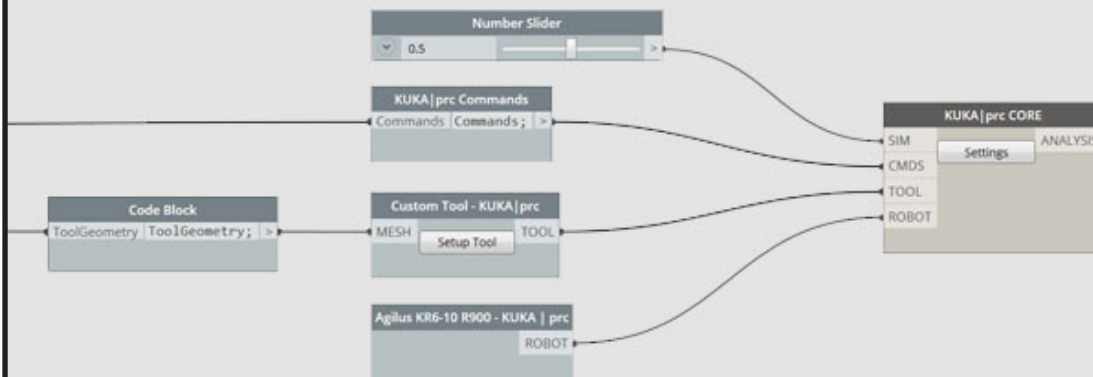 Number Slider
0.5 >
KUKA|prc Commands
Commands Commands; >
KUKA|prc CORE
SIM
Settings
ANALYSIS
CMDS
TOOL
ROBOT
Code Block
ToolGeometry ToolGeometry; >
Custom Tool - KUKA|prc
MESH
Setup Tool
TOOL
Agilus KR6-10 R900 - KUKA | prc
ROBOT